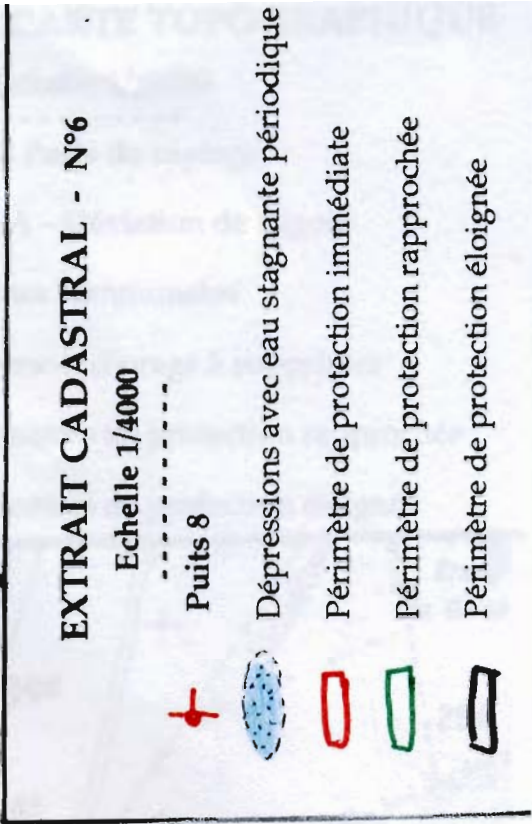 EXTRAIT CADASTRAL - N°6
Echelle 1/4000
Puits 8
Dépressions avec eau stagnante périodique
Périmètre de protection immédiate
Périmètre de protection rapprochée
Périmètre de protection éloignée